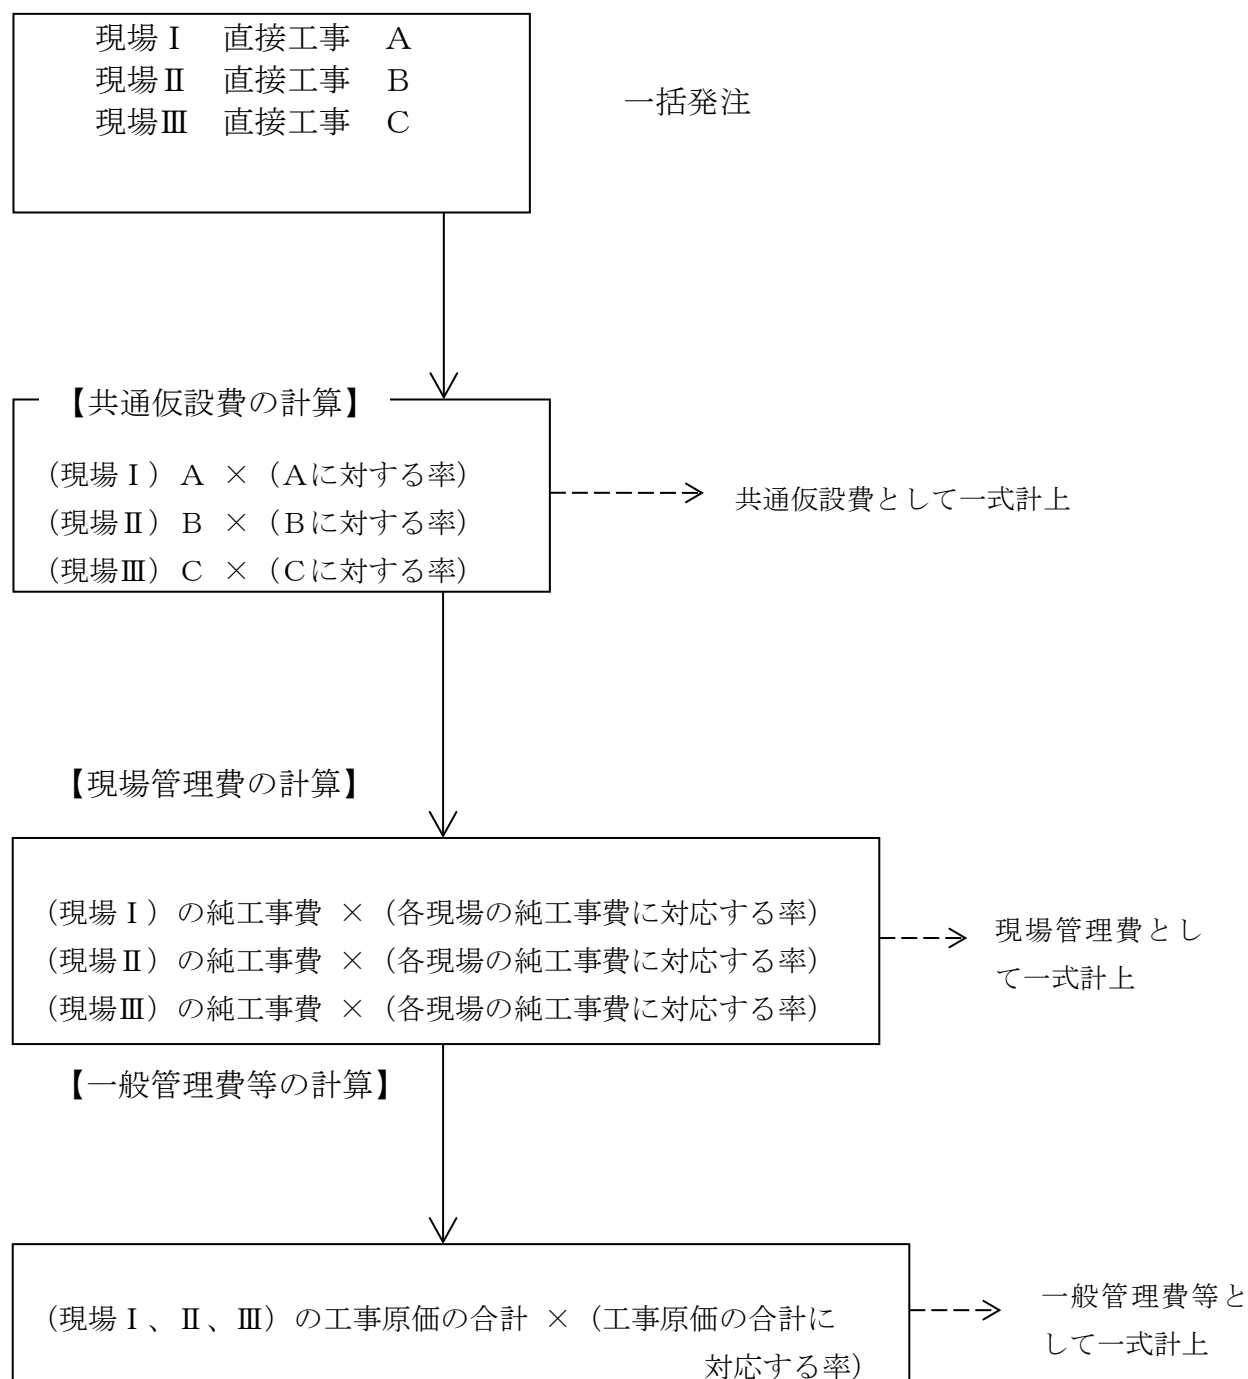 現場Ⅰ　直接工事　A
現場Ⅱ　直接工事　B
現場Ⅲ　直接工事　C
一括発注
【共通仮設費の計算】
（現場Ⅰ）A ×（Aに対する率）
（現場Ⅱ）B ×（Bに対する率）
（現場Ⅲ）C ×（Cに対する率）
共通仮設費として一式計上
【現場管理費の計算】
（現場Ⅰ）の純工事費 ×（各現場の純工事費に対応する率）
（現場Ⅱ）の純工事費 ×（各現場の純工事費に対応する率）
（現場Ⅲ）の純工事費 ×（各現場の純工事費に対応する率）
現場管理費とし
て一式計上
【一般管理費等の計算】
（現場Ⅰ、Ⅱ、Ⅲ）の工事原価の合計 ×（工事原価の合計に
対応する率）
一般管理費等と
して一式計上